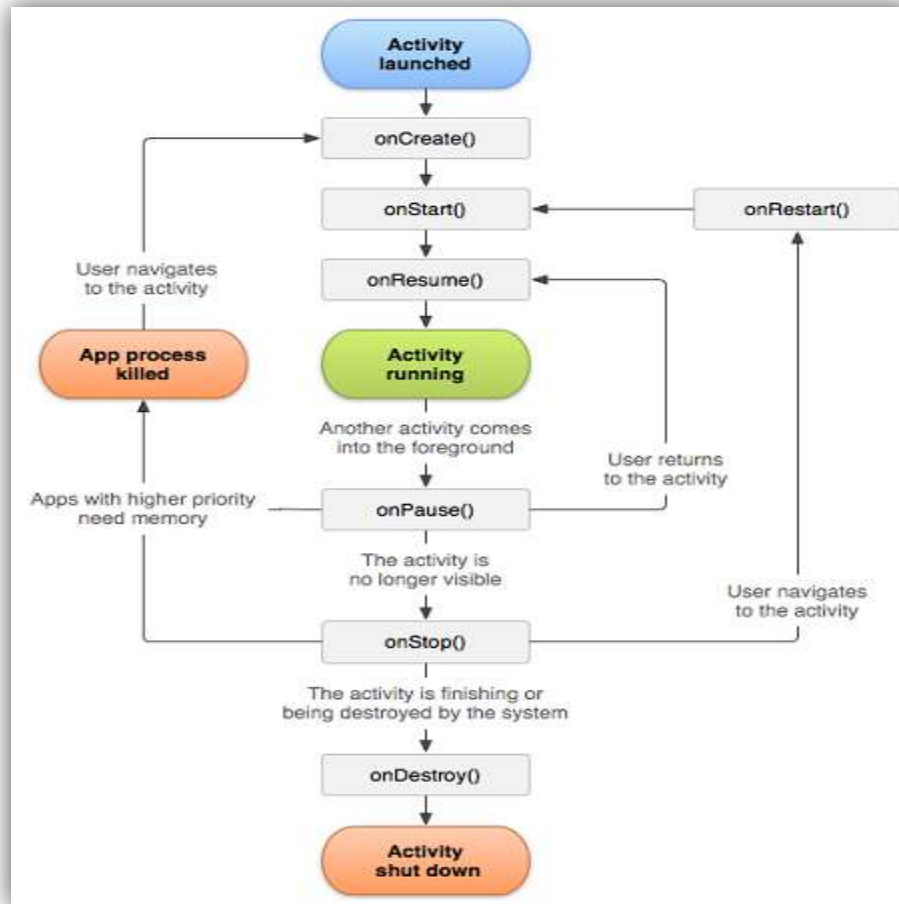 Activity
launched
onCreate()
onStart()
onRestart()
User navigates
to the activity
onResume()
App process
killed
Activity
running
Another activity comes
into the foreground
User returns
to the activity
Apps with higher priority
need memory
onPause()
The activity is
no longer visible
User navigates
to the activity
onStop()
The activity is finishing or
being destroyed by the system
onDestroy()
Activity
shut down